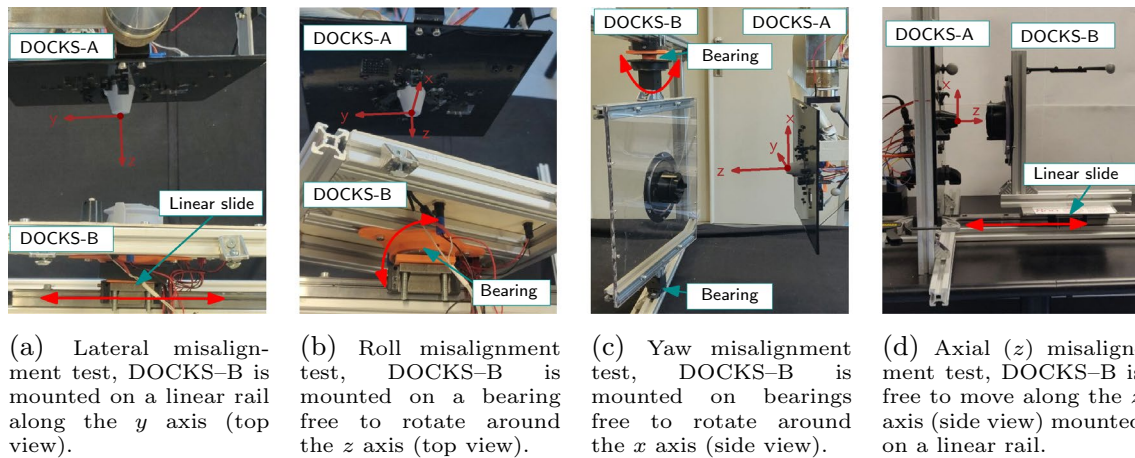 DOCKS-A
y
z
Linear slide
DOCKS-B
DOCKS-A
x
y
z
DOCKS-B
Bearing
DOCKS-B
DOCKS-A
Bearing
x
y
z
Bearing
DOCKS-A
DOCKS-B
x
z
Linear slide
(a) Lateral misalign-
ment test, DOCKS–B is
mounted on a linear rail
along the y axis (top
view).
(b) Roll misalignment
test, DOCKS–B is
mounted on a bearing
free to rotate around
the z axis (top view).
(c) Yaw misalignment
test, DOCKS–B is
mounted on bearings
free to rotate around
the x axis (side view).
(d) Axial (z) misalign-
ment test, DOCKS–B is
free to move along the z
axis (side view) mounted
on a linear rail.